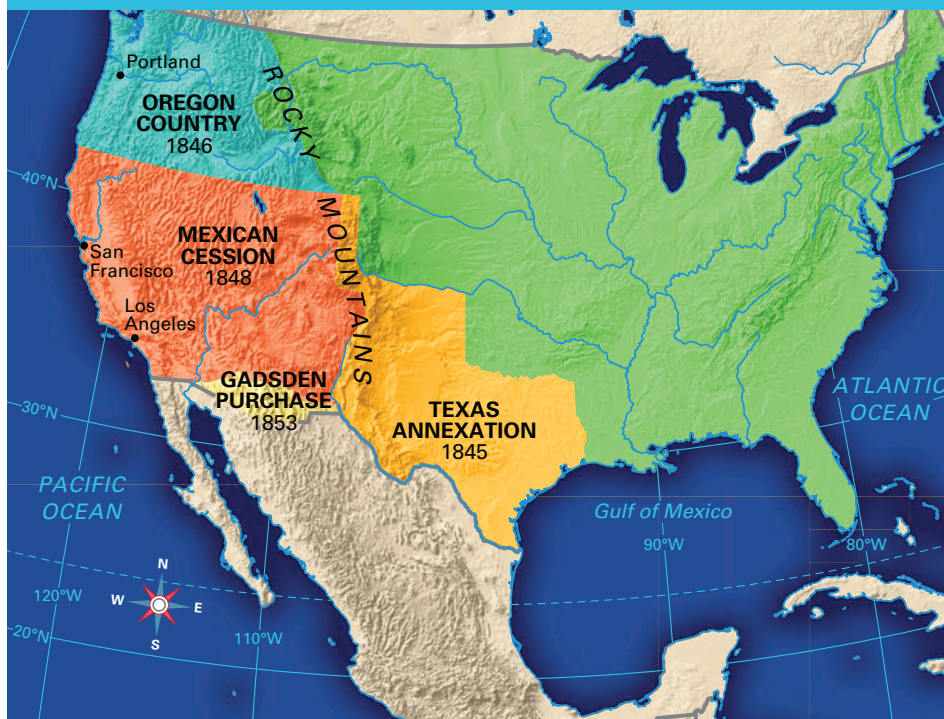 Portland
OREGON
COUNTRY
1846
ROCKY
MOUNTAINS
40°N
MEXICAN
CESSION
1848
San
Francisco
Los
Angeles
GADSDEN
PURCHASE
1853
TEXAS
ANNEXATION
1845
ATLANTIC
OCEAN
30°N
PACIFIC
OCEAN
Gulf of Mexico
90°W
80°W
N
W
E
S
120°W
110°W
20°N